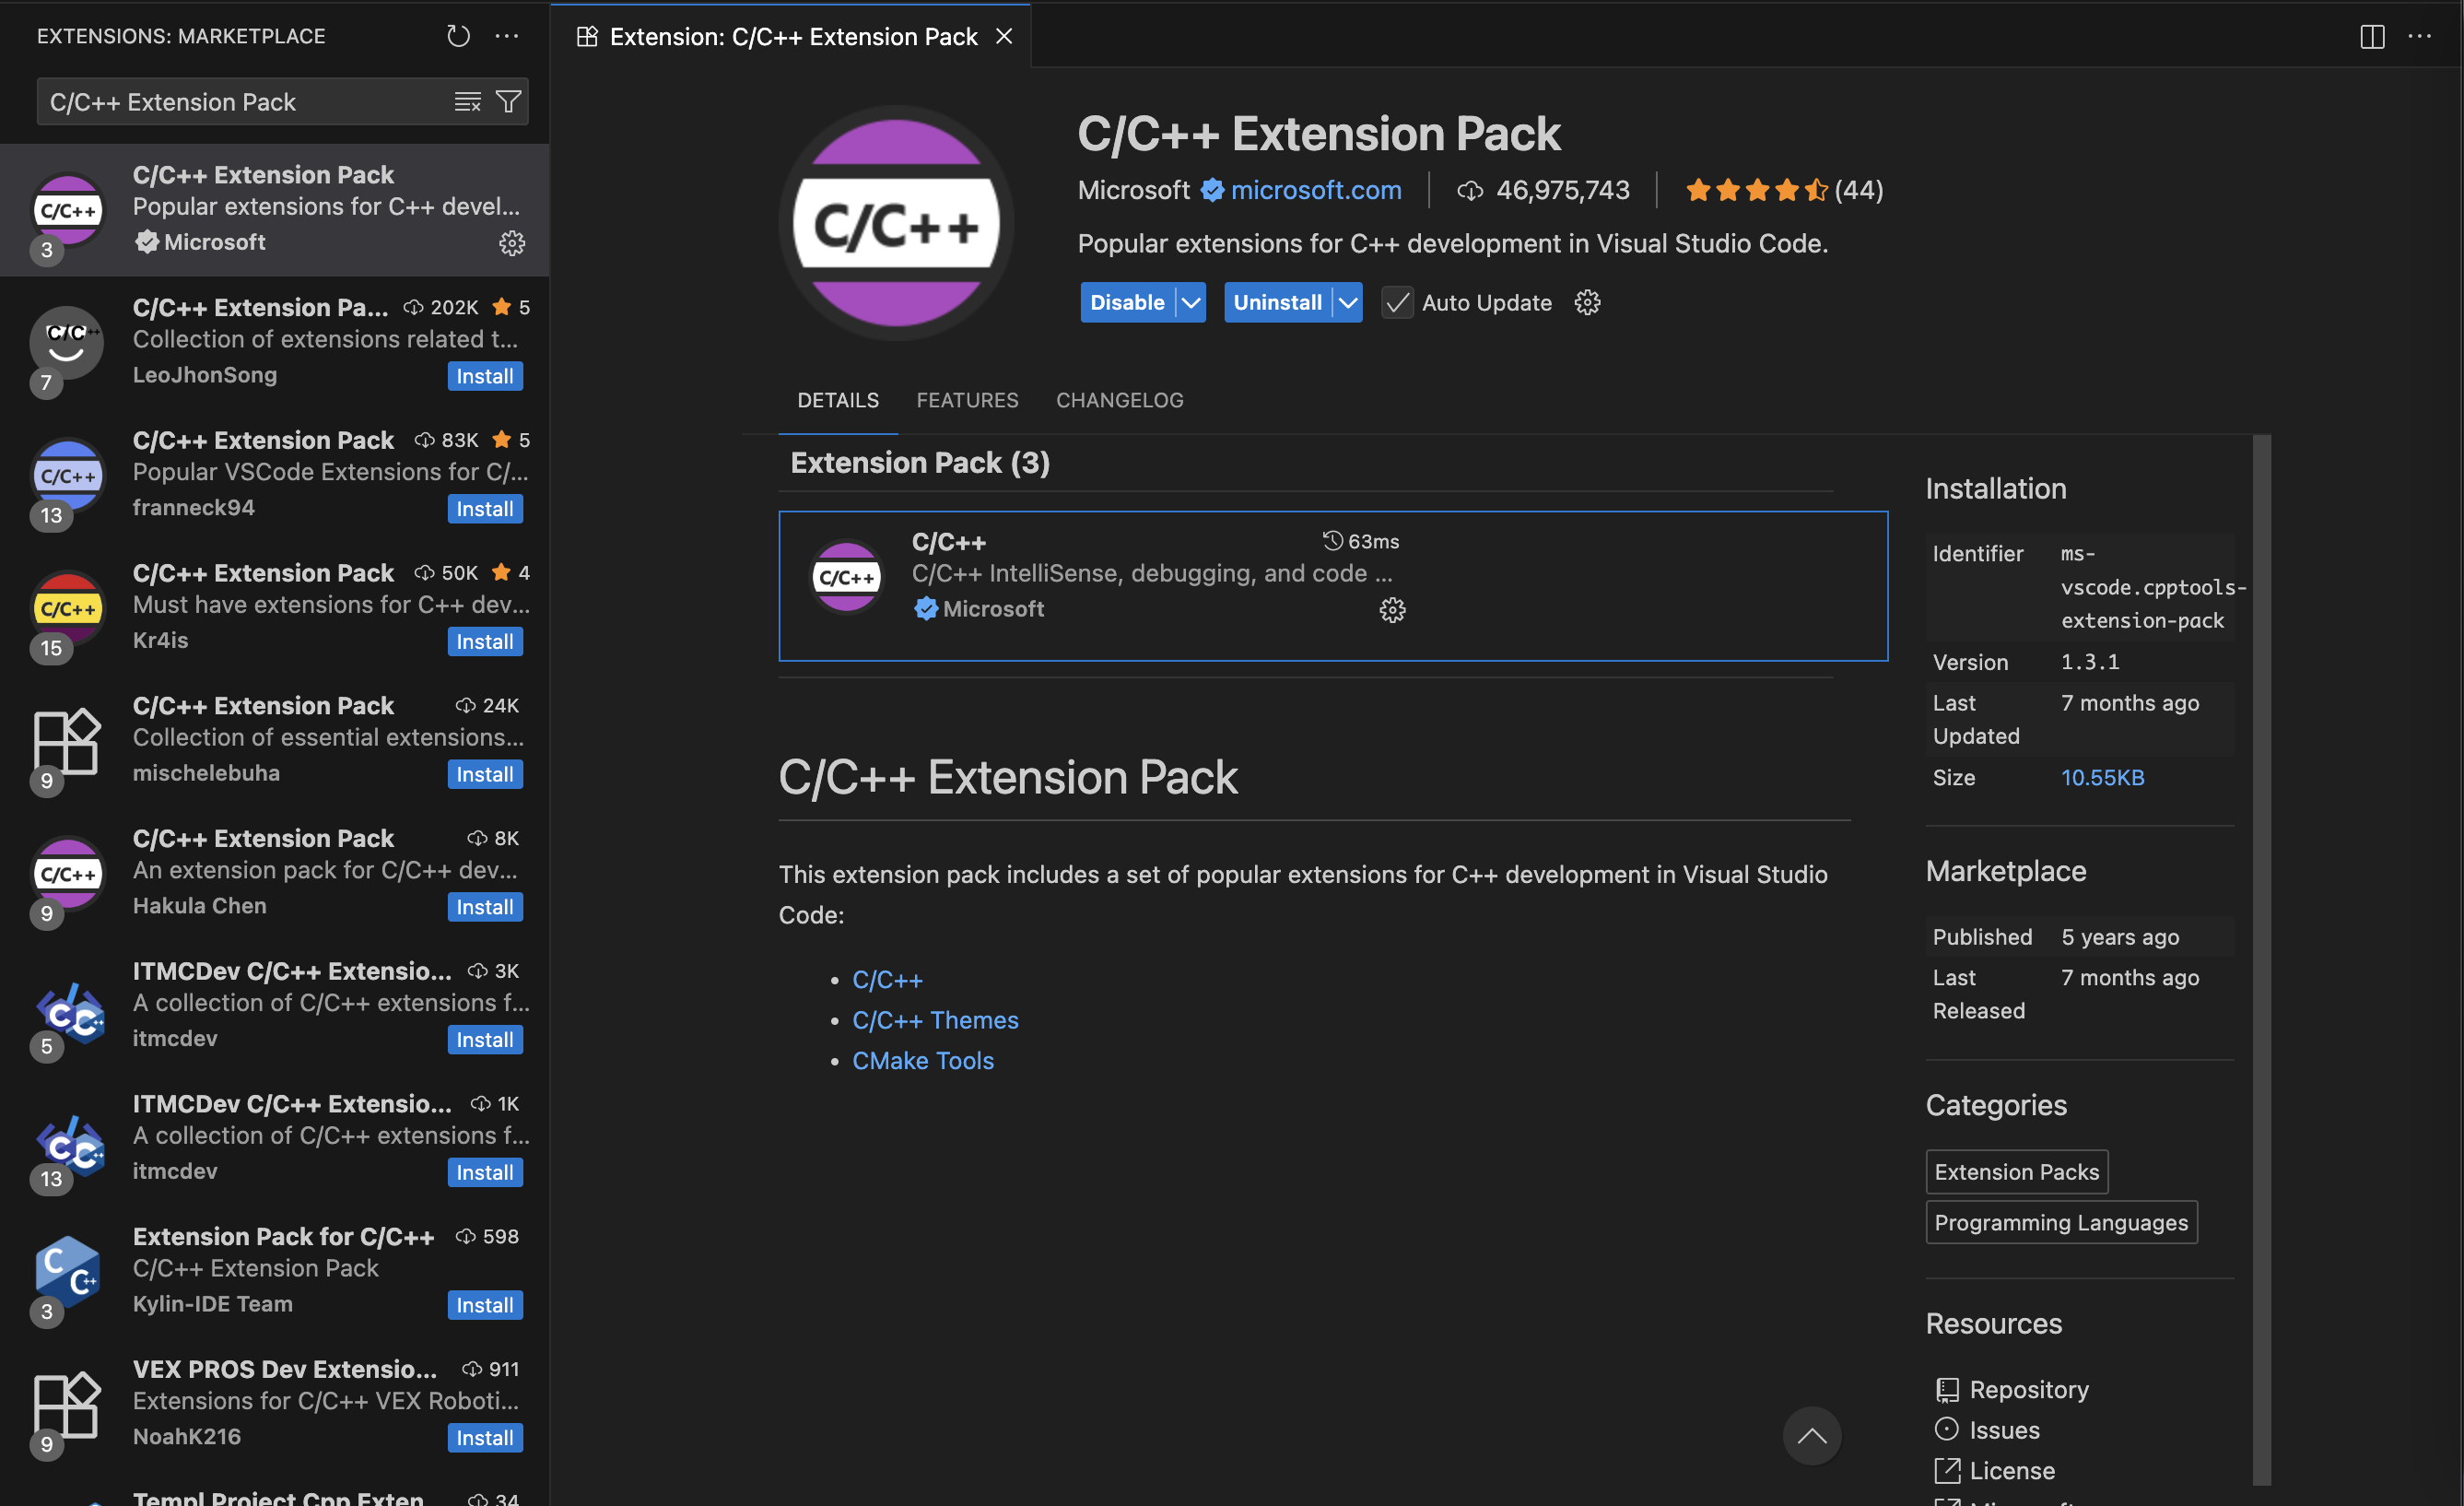 EXTENSIONS: MARKETPLACE
C/C++ Extension Pack
C/C++ Extension Pack
Popular extensions for C++ devel...
Microsoft
C/C++
3
C/C++ Extension Pa... 202K 5
Collection of extensions related t...
LeoJhonSong Install
C/C++
7
C/C++ Extension Pack 83K 5
Popular VSCode Extensions for C/...
franneck94 Install
C/C++
13
C/C++ Extension Pack 50K 4
Must have extensions for C++ dev...
Kr4is Install
C/C++
15
C/C++ Extension Pack 24K
Collection of essential extensions...
mischelebuha Install
9
C/C++ Extension Pack 8K
An extension pack for C/C++ dev...
Hakula Chen Install
C/C++
9
ITMCDev C/C++ Extensio... 3K
A collection of C/C++ extensions f...
itmcdev Install
C C++
5
ITMCDev C/C++ Extensio... 1K
A collection of C/C++ extensions f...
itmcdev Install
C C++
13
Extension Pack for C/C++ 598
C/C++ Extension Pack
Kylin-IDE Team Install
C C++
3
VEX PROS Dev Extensio... 911
Extensions for C/C++ VEX Roboti...
NoahK216 Install
9
Templ Project Cpp Exten 34
Extension: C/C++ Extension Pack
C/C++
C/C++ Extension Pack
Microsoft microsoft.com 46,975,743 (44)
Popular extensions for C++ development in Visual Studio Code.
Disable Uninstall Auto Update
DETAILS FEATURES CHANGELOG
Extension Pack (3)
C/C++
C/C++ 63ms
C/C++ IntelliSense, debugging, and code ...
Microsoft
C/C++ Extension Pack
This extension pack includes a set of popular extensions for C++ development in Visual Studio
Code:
• C/C++
• C/C++ Themes
• CMake Tools
Installation
Identifier ms-
vscode.cpptools-
extension-pack
Version 1.3.1
Last 7 months ago
Updated
Size 10.55KB
Marketplace
Published 5 years ago
Last 7 months ago
Released
Categories
Extension Packs
Programming Languages
Resources
Repository
Issues
License